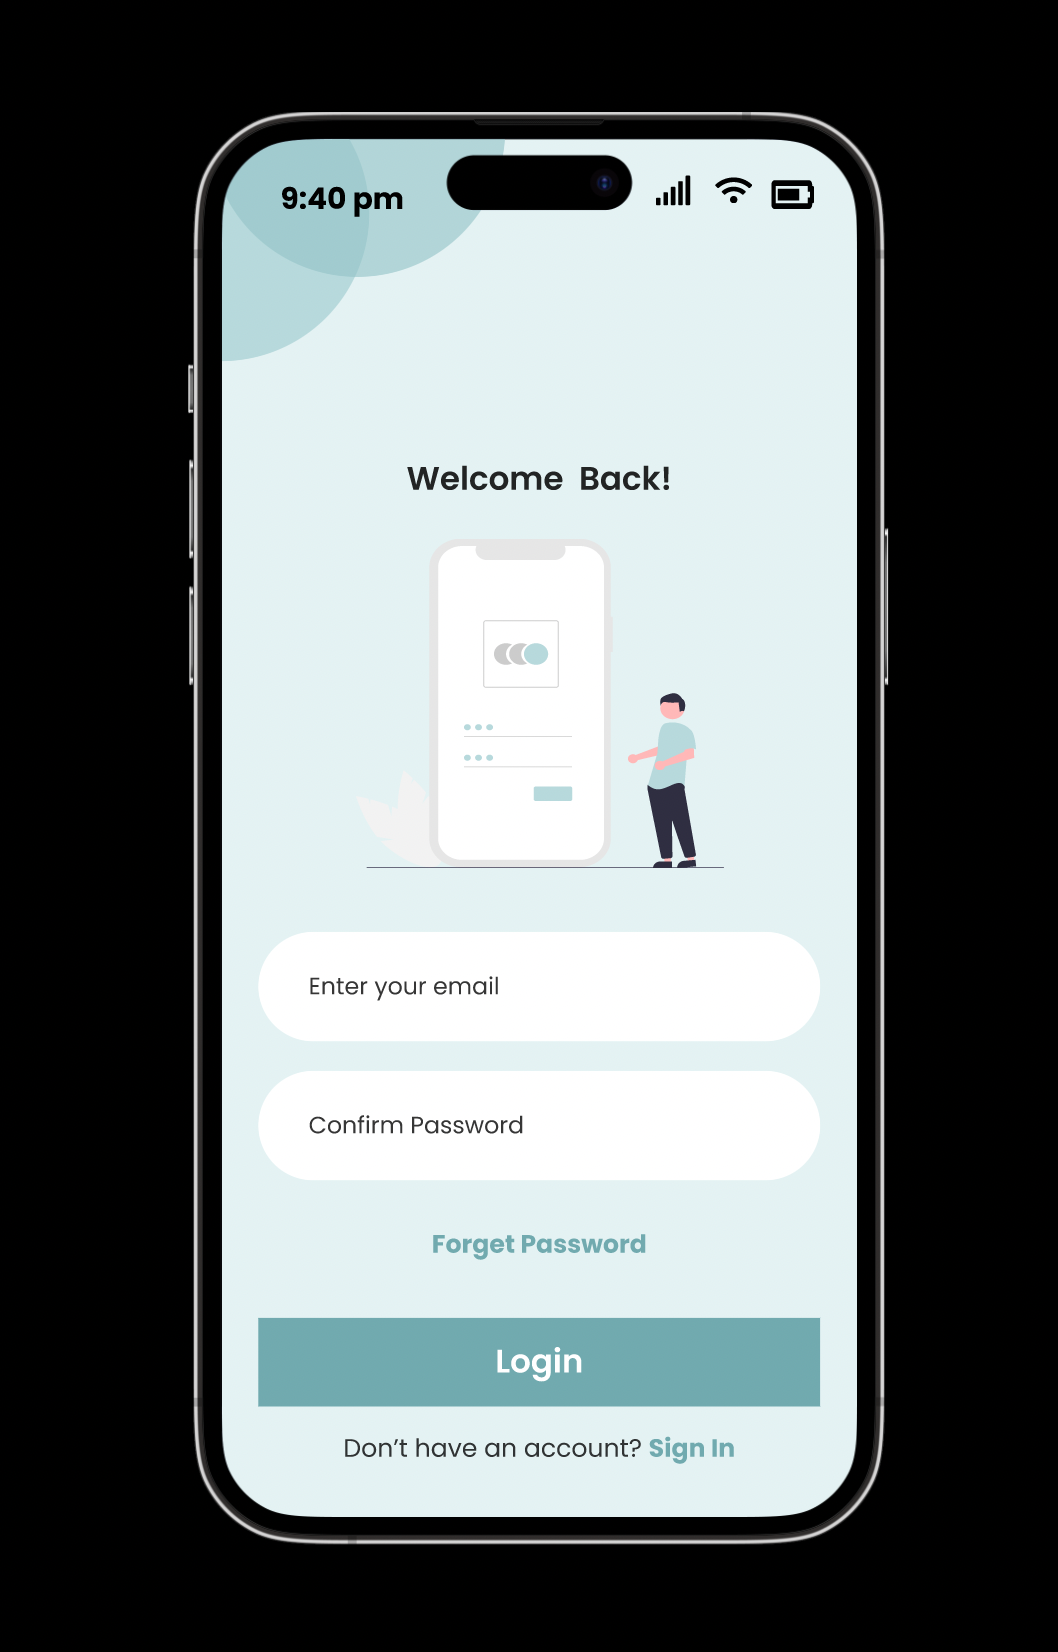 9:40 pm
Welcome  Back!
Enter your email
Confirm Password
Forget Password
Login
Don’t have an account? Sign In